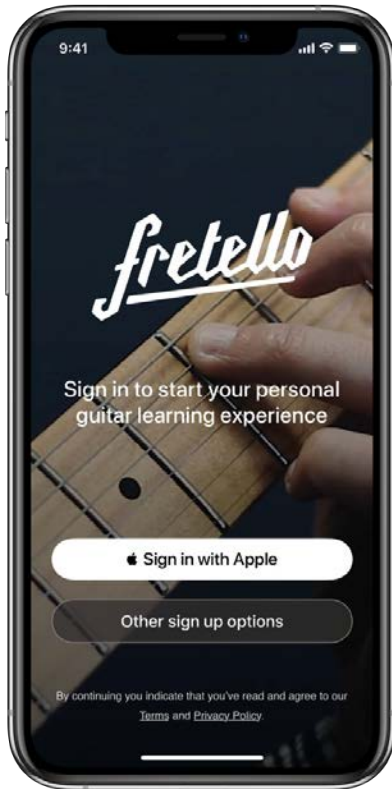 9:41
fretello
Sign in to start your personal
guitar learning experience
Sign in with Apple
Other sign up options
By continuing you indicate that you've read and agree to our
Terms and Privacy Policy.